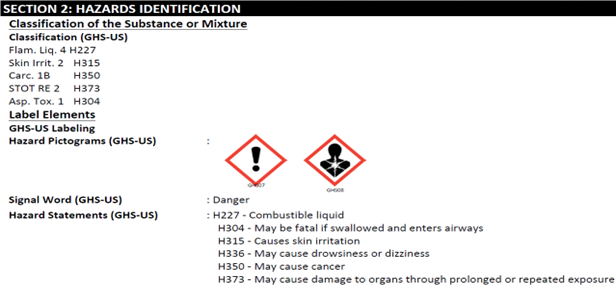 SECTION 2: HAZARDS IDENTIFICATION
Classification of the Substance or Mixture
Classification (GHS-US)
Flam. Liq. 4 H227
Skin Irrit. 2 H315
Carc. 1B H350
STOT RE 2 H373
Asp. Tox. 1 H304
Label Elements
GHS-US Labeling
Hazard Pictograms (GHS-US) :
GHS07 GHS08
Signal Word (GHS-US) : Danger
Hazard Statements (GHS-US) : H227 - Combustible liquid
H304 - May be fatal if swallowed and enters airways
H315 - Causes skin irritation
H336 - May cause drowsiness or dizziness
H350 - May cause cancer
H373 - May cause damage to organs through prolonged or repeated exposure